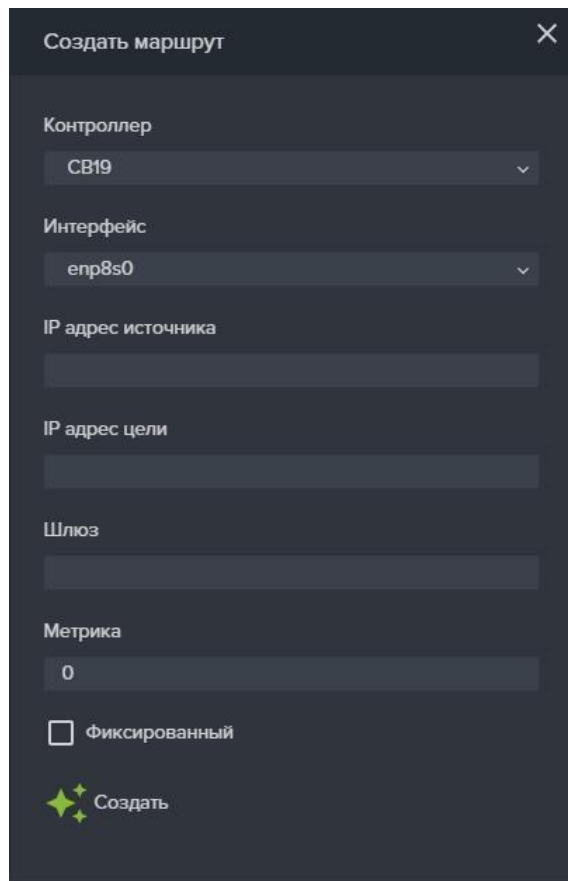 Создать маршрут
Контроллер
CB19
Интерфейс
enp8s0
IP адрес источника
IP адрес цели
Шлюз
Метрика
0
Фиксированный
Создать